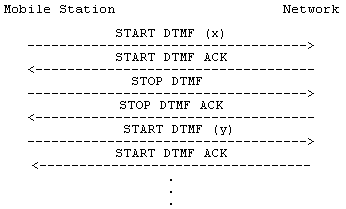 Mobile Station Network
START DTMF (x)
START DTMF ACK
STOP DTMF
STOP DTMF ACK
START DTMF (y)
START DTMF ACK
.
.
.